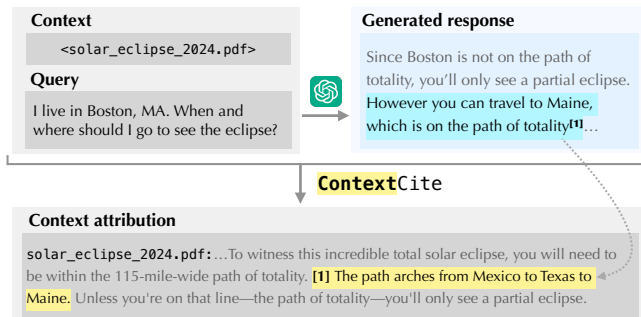 Context
<solar_eclipse_2024.pdf>
Query
I live in Boston, MA. When and
where should I go to see the eclipse?
Generated response
Since Boston is not on the path of
totality, you’ll only see a partial eclipse.
However you can travel to Maine,
which is on the path of totality[1]…
ContextCite
Context attribution
solar_eclipse_2024.pdf:…To witness this incredible total solar eclipse, you will need to
be within the 115-mile-wide path of totality. [1] The path arches from Mexico to Texas to
Maine. Unless you're on that line—the path of totality—you'll only see a partial eclipse.